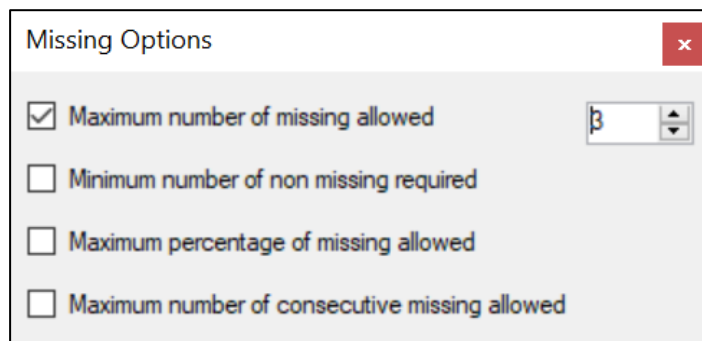 Missing Options
x
Maximum number of missing allowed 3
Minimum number of non missing required
Maximum percentage of missing allowed
Maximum number of consecutive missing allowed